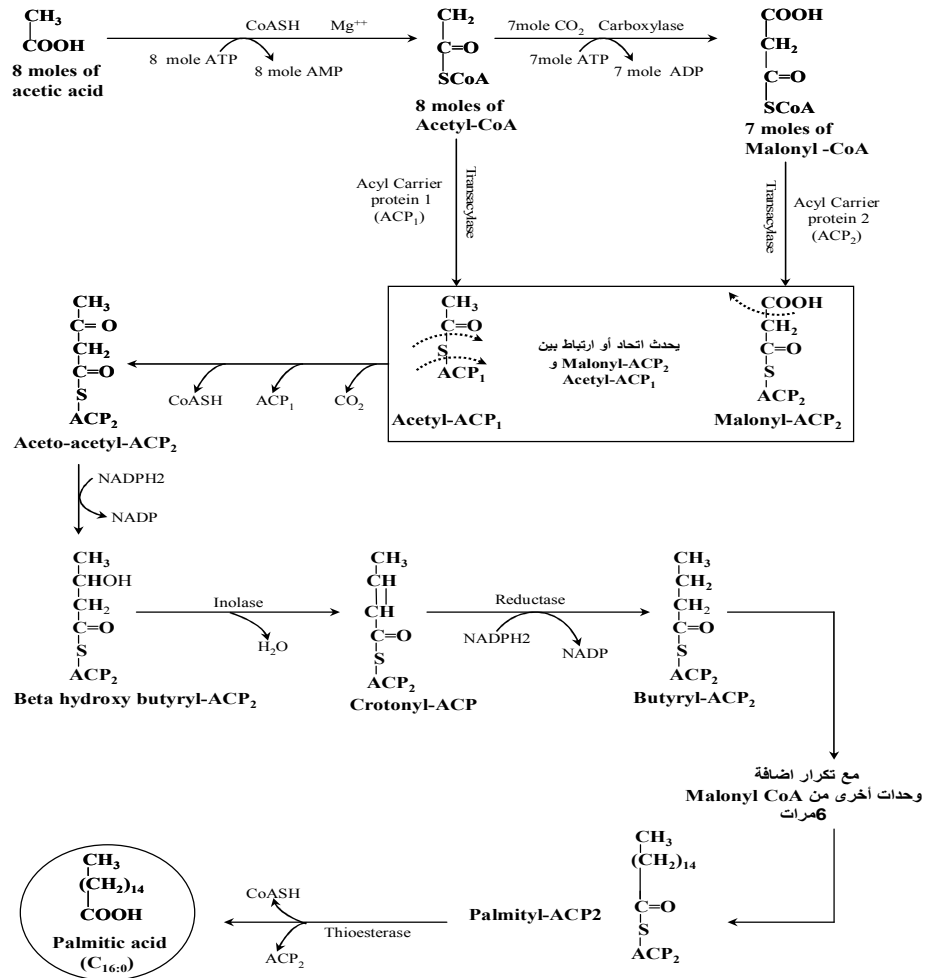 CH₃
COOH
8 moles of
acetic acid
CoASH Mg⁺⁺
8 mole ATP
8 mole AMP
CH₂
C=O
SCoA
8 moles of
Acetyl-CoA
7mole CO₂ Carboxylase
7mole ATP
7 mole ADP
COOH
CH₂
C=O
SCoA
7 moles of
Malonyl -CoA
Acyl Carrier
protein 1
(ACP₁)
Transacylase
Transacylase
Acyl Carrier
protein 2
(ACP₂)
CH₃
C= O
CH₂
C=O
S
ACP₂
Aceto-acetyl-ACP₂
CoASH
ACP₁
CO₂
CH₃
C=O
S
ACP₁
Acetyl-ACP₁
يحدث اتحاد أو ارتباط بين
Malonyl-ACP₂ و
Acetyl-ACP₁
COOH
CH₂
C=O
S
ACP₂
Malonyl-ACP₂
NADPH2
NADP
CH₃
CHOH
CH₂
C=O
S
ACP₂
Beta hydroxy butyryl-ACP₂
Inolase
H₂O
CH₃
CH
CH
C=O
S
ACP₂
Crotonyl-ACP
Reductase
NADPH2
NADP
CH₃
CH₂
CH₂
C=O
S
ACP₂
Butyryl-ACP₂
مع تكرار اضافة
وحدات أخرى من Malonyl CoA
6مرات
CH₃
(CH₂)₁₄
C=O
S
ACP₂
Palmityl-ACP2
CoASH
Thioesterase
ACP₂
CH₃
(CH₂)₁₄
COOH
Palmitic acid
(C₁₆:₀)